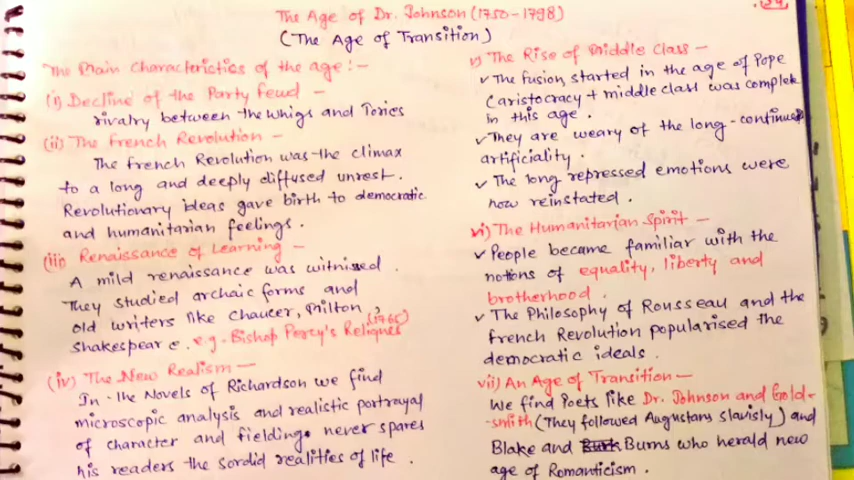 24
The Age of Dr. Johnson (1750-1798)
(The Age of Transition)
The Main Characteristics of the age:-
(i) Decline of the Party Feud -
rivalry between the whigs and Tories
(ii) The French Revolution -
The French Revolution was the climax
to a long and deeply diffused unrest.
Revolutionary ideas gave birth to democratic
and humanitarian feelings.
(iii) Renaissance of Learning -
A mild renaissance was witnissed.
They studied archaic forms and
old writers like Chaucer, Milton,
Shakespeare. e.g- Bishop Percy's Reliques (1765)
(iv) The New Realism -
In the Novels of Richardson we find
microscopic analysis and realistic portrayal
of character and fielding never spares
his readers the sordid realities of life.
v) The Rise of Middle Class -
✓ The fusion started in the age of Pope
(aristocracy + middle class was complete
in this age.
✓ They are weary of the long-continued
artificiality.
✓ The long repressed emotions were
now reinstated.
vi) The Humanitarian Spirit -
✓ People became familiar with the
notions of equality, liberty and
brotherhood.
✓ The Philosophy of Rousseau and the
French Revolution popularised the
democratic ideals.
vii) An Age of Transition -
We find Poets like Dr. Johnson and Gold-
-smith (They followed Augustans slavisly) and
Blake and Burns who herald new
age of Romanticism.